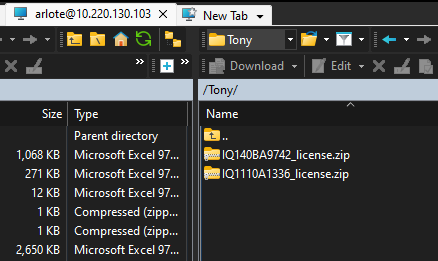 arlote@10.220.130.103 X New Tab
Tony
Download Edit
/Tony/
Size Type
Parent directory
1,068 KB Microsoft Excel 97...
271 KB Microsoft Excel 97...
12 KB Microsoft Excel 97...
1 KB Compressed (zipp...
1 KB Compressed (zipp...
2,650 KB Microsoft Excel 97...
Name
..
IQ140BA9742_license.zip
IQ1110A1336_license.zip